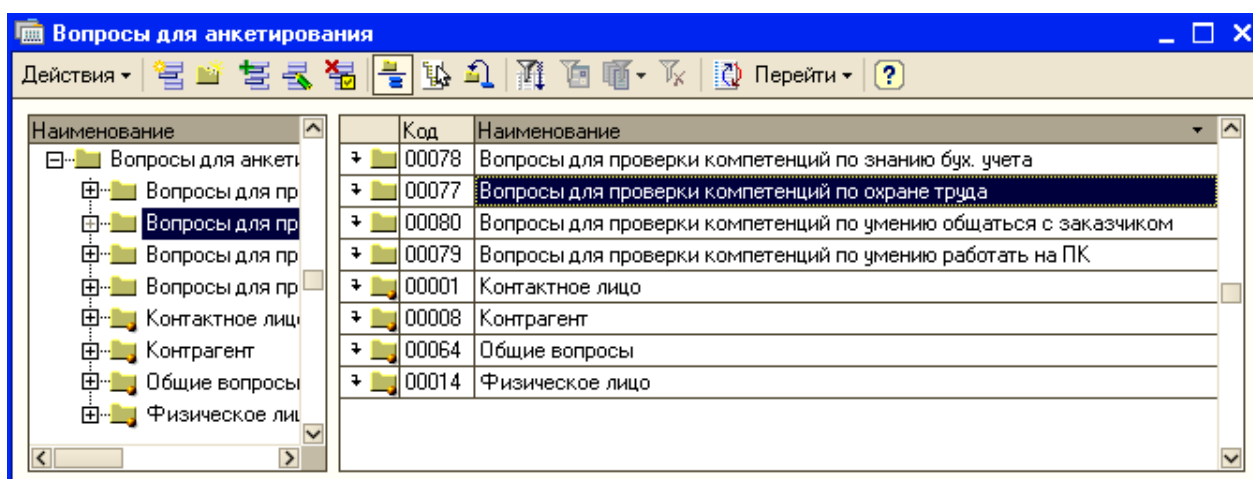 Вопросы для анкетирования
Действия Перейти ?
Наименование
Вопросы для анкети
Вопросы для пр
Вопросы для пр
Вопросы для пр
Вопросы для пр
Контактное лиц
Контрагент
Общие вопросы
Физическое лиц
Код Наименование
00078 Вопросы для проверки компетенций по знанию бух. учета
00077 Вопросы для проверки компетенций по охране труда
00080 Вопросы для проверки компетенций по умению общаться с заказчиком
00079 Вопросы для проверки компетенций по умению работать на ПК
00001 Контактное лицо
00008 Контрагент
00064 Общие вопросы
00014 Физическое лицо